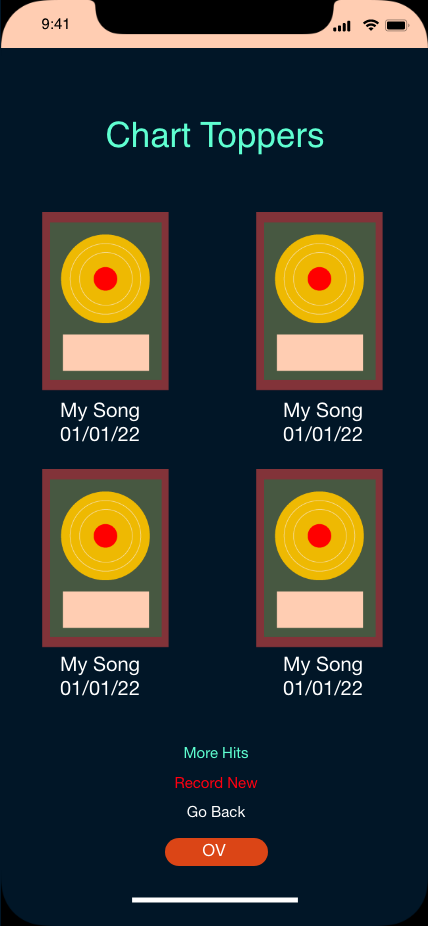 9:41
Chart Toppers
My Song
01/01/22
My Song
01/01/22
My Song
01/01/22
My Song
01/01/22
More Hits
Record New
Go Back
OV